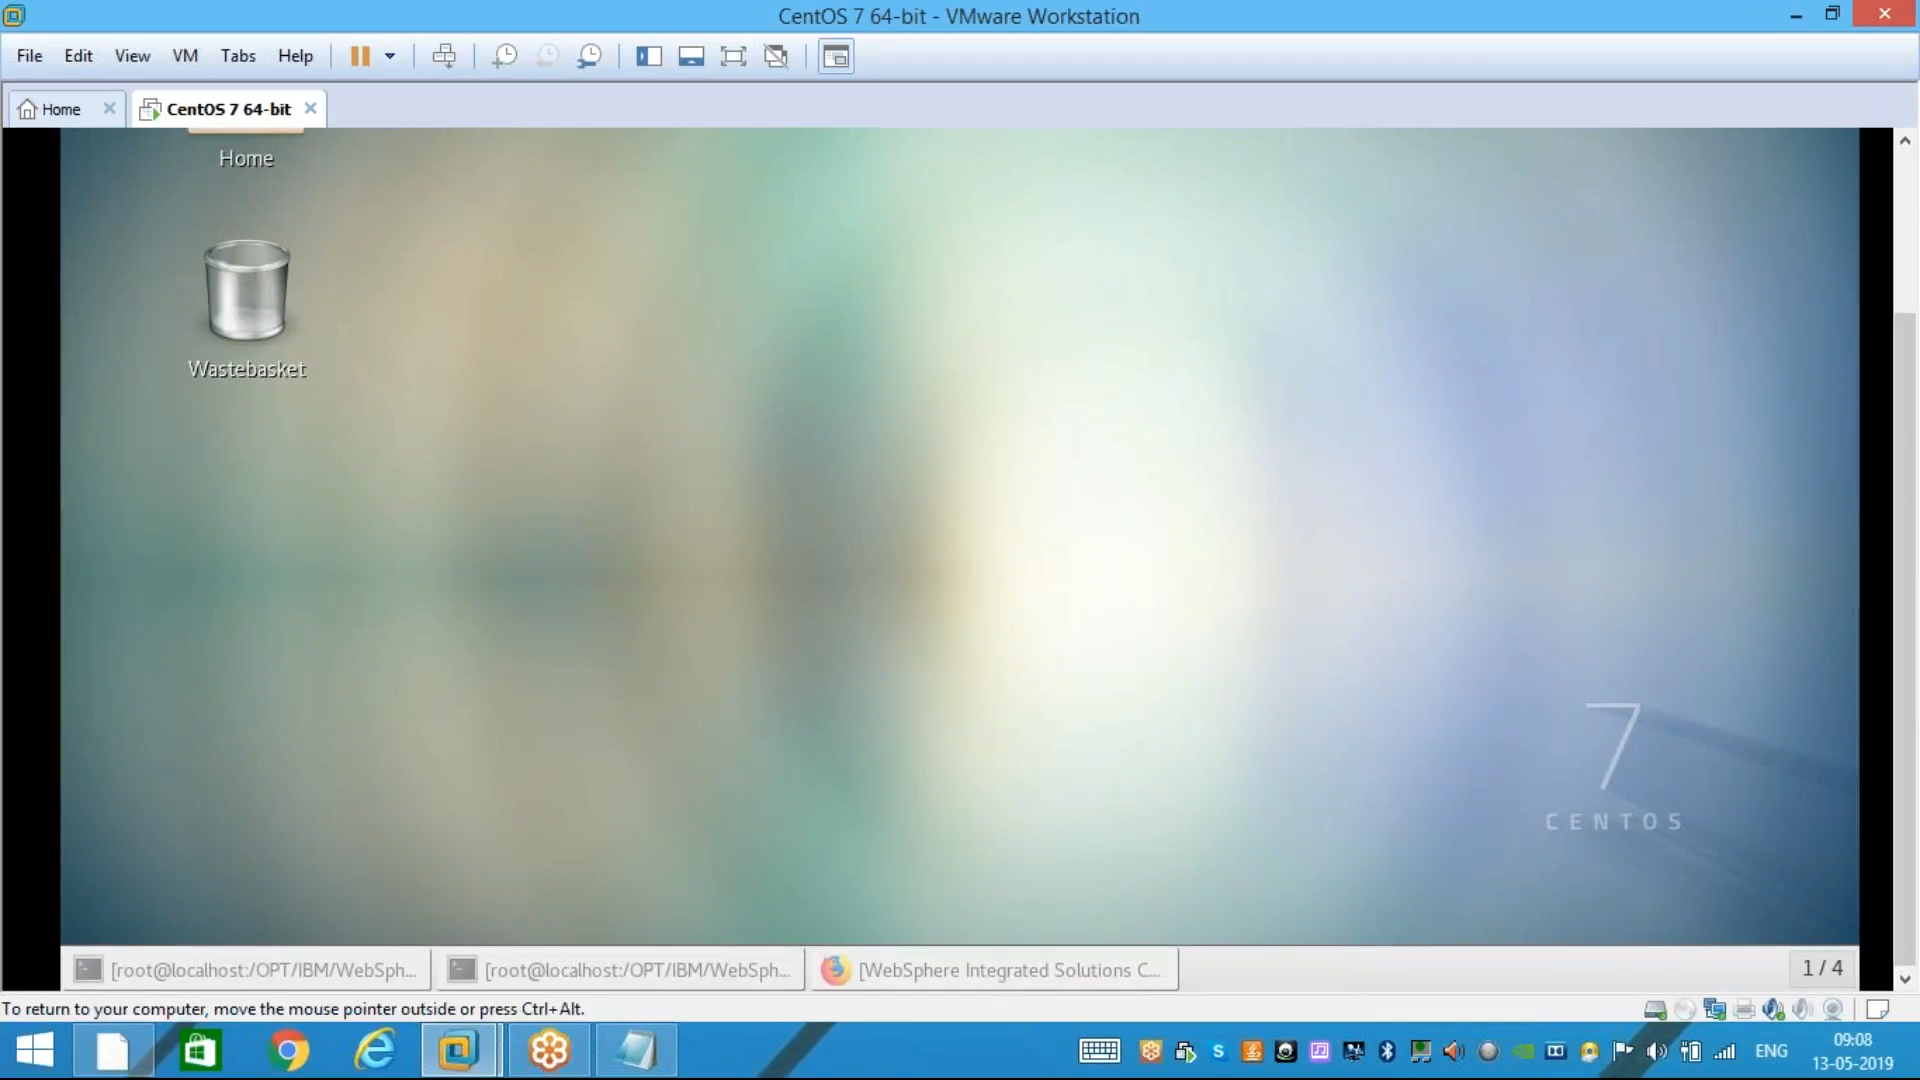 CentOS 7 64-bit - VMware Workstation
File Edit View VM Tabs Help
Home CentOS 7 64-bit
Home
Wastebasket
7
CENTOS
[root@localhost:/OPT/IBM/WebSph... [root@localhost:/OPT/IBM/WebSph... [WebSphere Integrated Solutions C... 1 / 4
To return to your computer, move the mouse pointer outside or press Ctrl+Alt.
ENG 09:08
13-05-2019